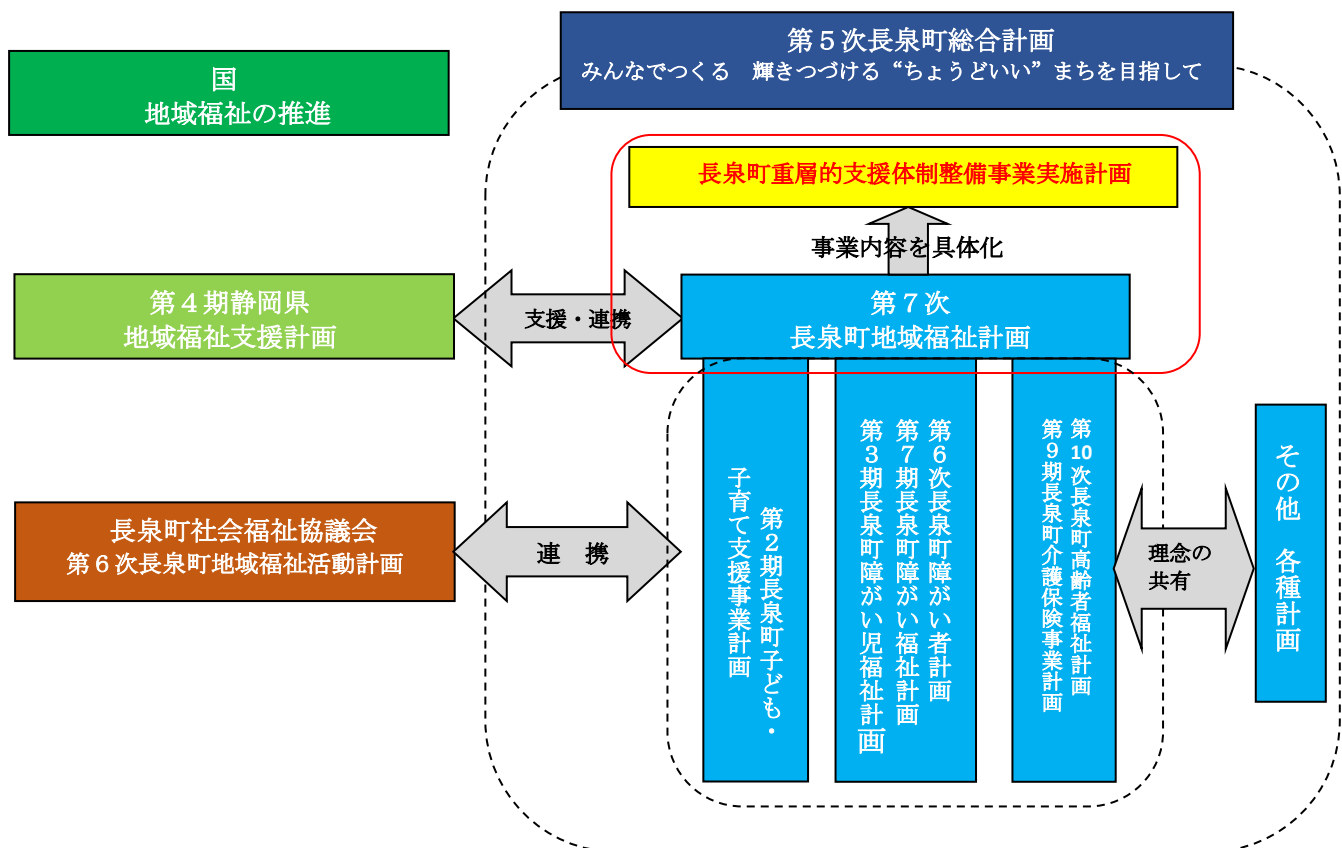 第５次長泉町総合計画
みんなでつくる　輝きつづける“ちょうどいい”まちを目指して
国
地域福祉の推進
長泉町重層的支援体制整備事業実施計画
事業内容を具体化
第４期静岡県
地域福祉支援計画
支援・連携
第７次
長泉町地域福祉計画
長泉町社会福祉協議会
第６次長泉町地域福祉活動計画
連　携
第２期長泉町子ども・
子育て支援事業計画
第６次長泉町障がい者計画
第７期長泉町障がい福祉計画
第３期長泉町障がい児福祉計画
第10次長泉町高齢者福祉計画
第９期長泉町介護保険事業計画
理念の
共有
その他　各種計画